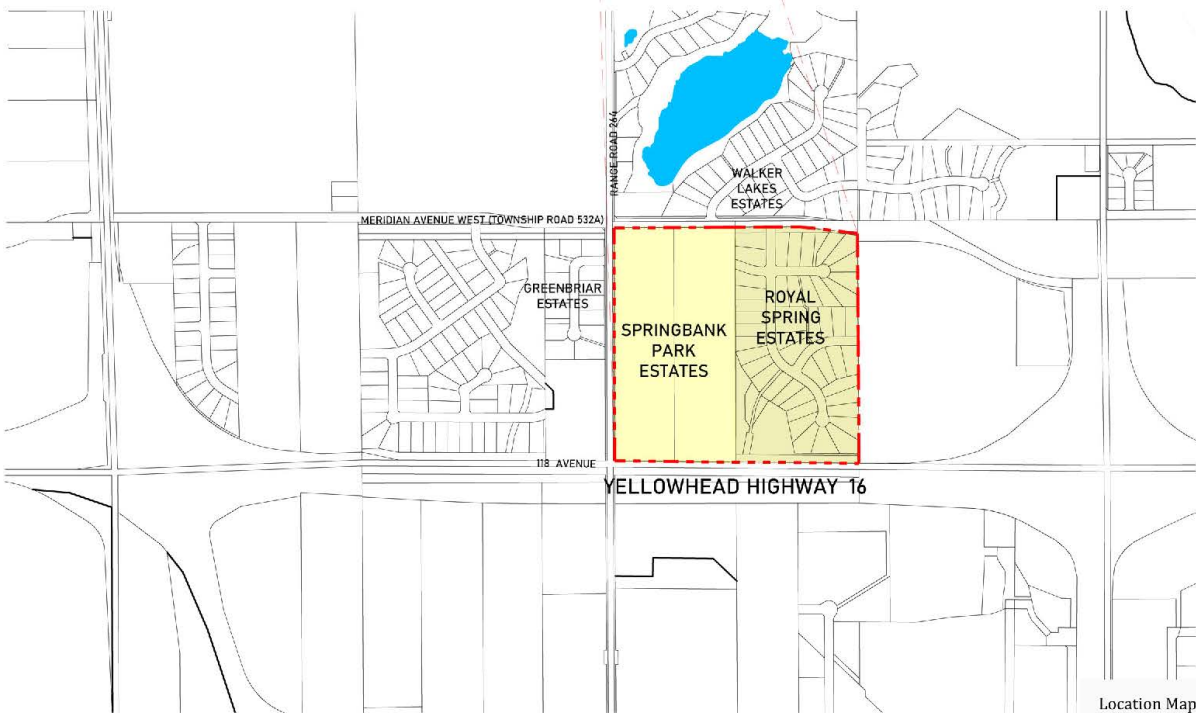 RANGE ROAD 264
WALKER
LAKES
ESTATES
MERIDIAN AVENUE WEST (TOWNSHIP ROAD 532A)
GREENBRIAR
ESTATES
ROYAL
SPRING
ESTATES
SPRINGBANK
PARK
ESTATES
118 AVENUE
YELLOWHEAD HIGHWAY 16
Location Map